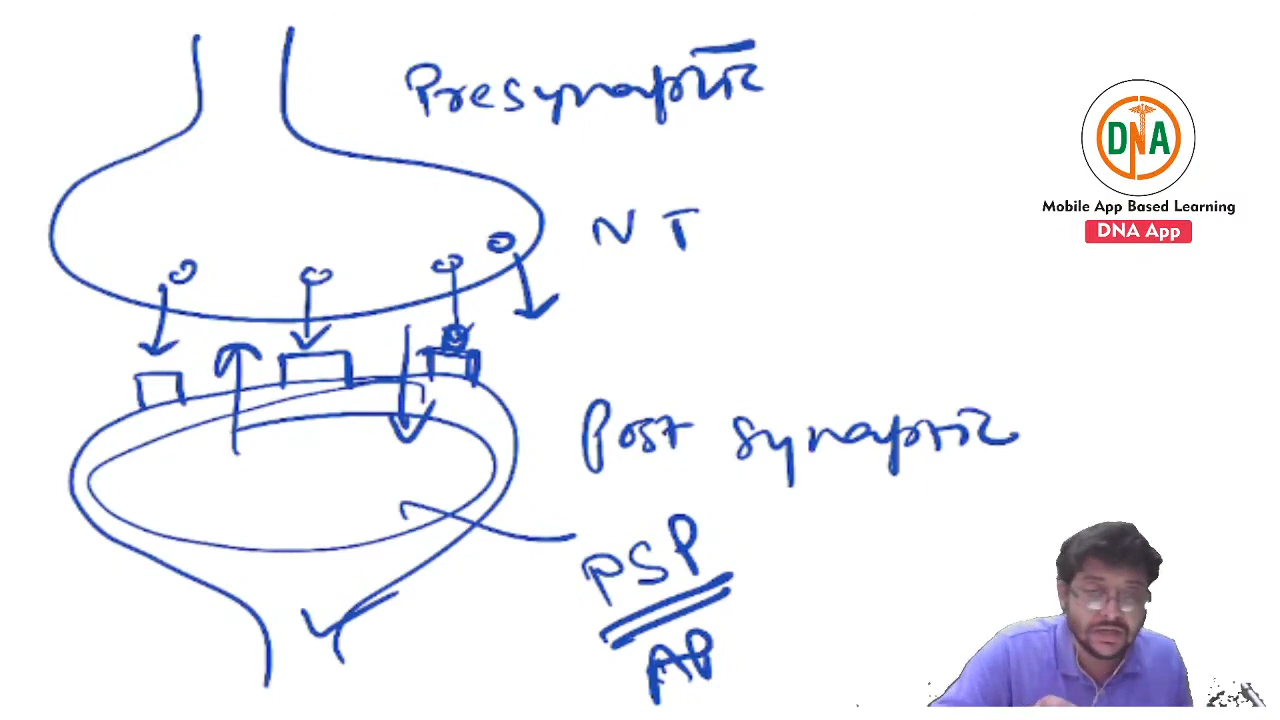 Presynaptic
DNA
Mobile App Based Learning
DNA App
NT
Post synaptic
PSP
AP